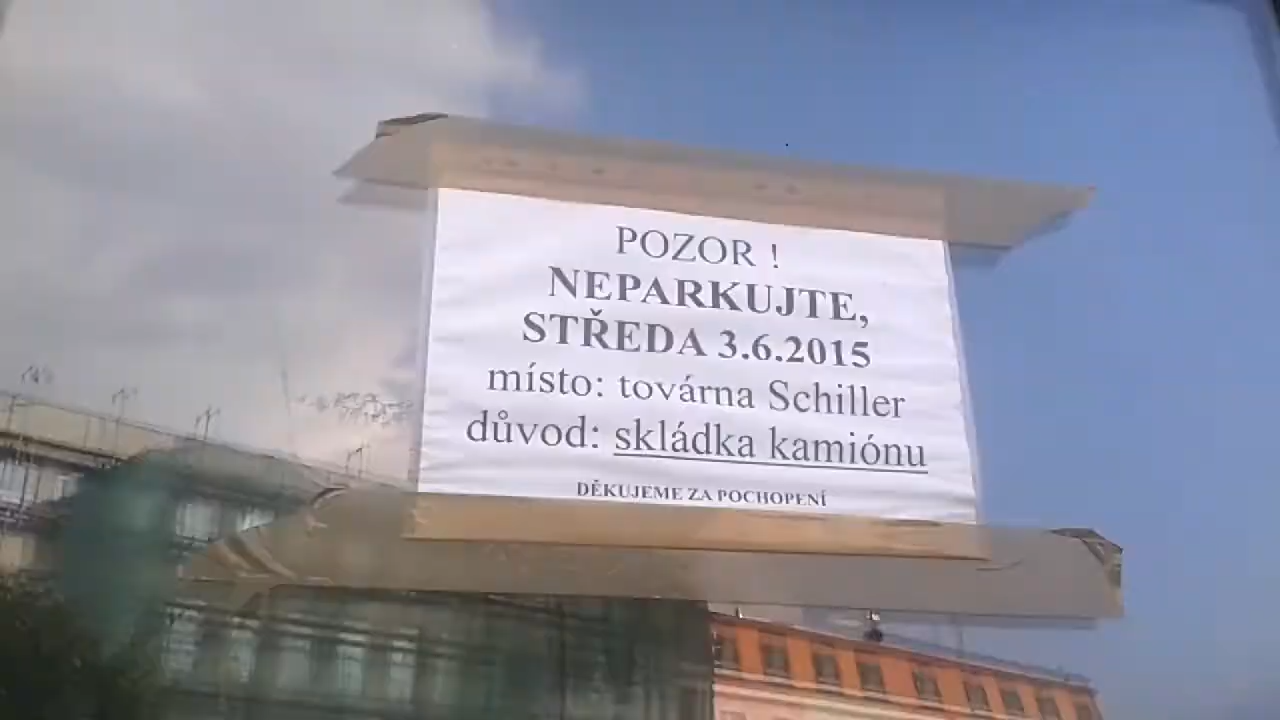 POZOR !
NEPARKUJTE,
STŘEDA 3.6.2015
místo: továrna Schiller
důvod: skládka kamiónu
DĚKUJEME ZA POCHOPENÍ